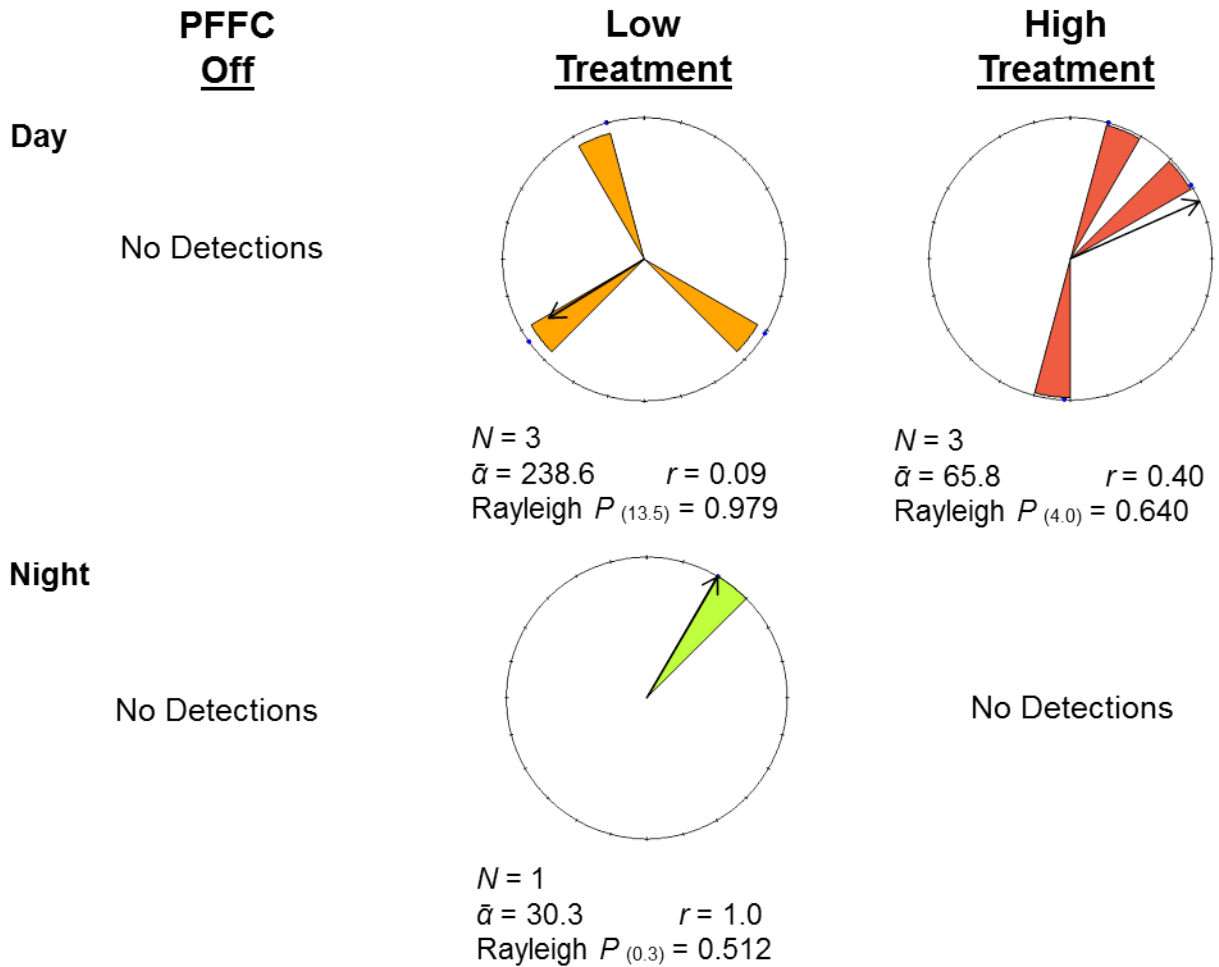 PFFC
Off
Low
Treatment
High
Treatment
Day
No Detections
N = 3
ᾱ = 238.6 r = 0.09
Rayleigh P (13.5) = 0.979
N = 3
ᾱ = 65.8 r = 0.40
Rayleigh P (4.0) = 0.640
Night
No Detections
N = 1
ᾱ = 30.3 r = 1.0
Rayleigh P (0.3) = 0.512
No Detections